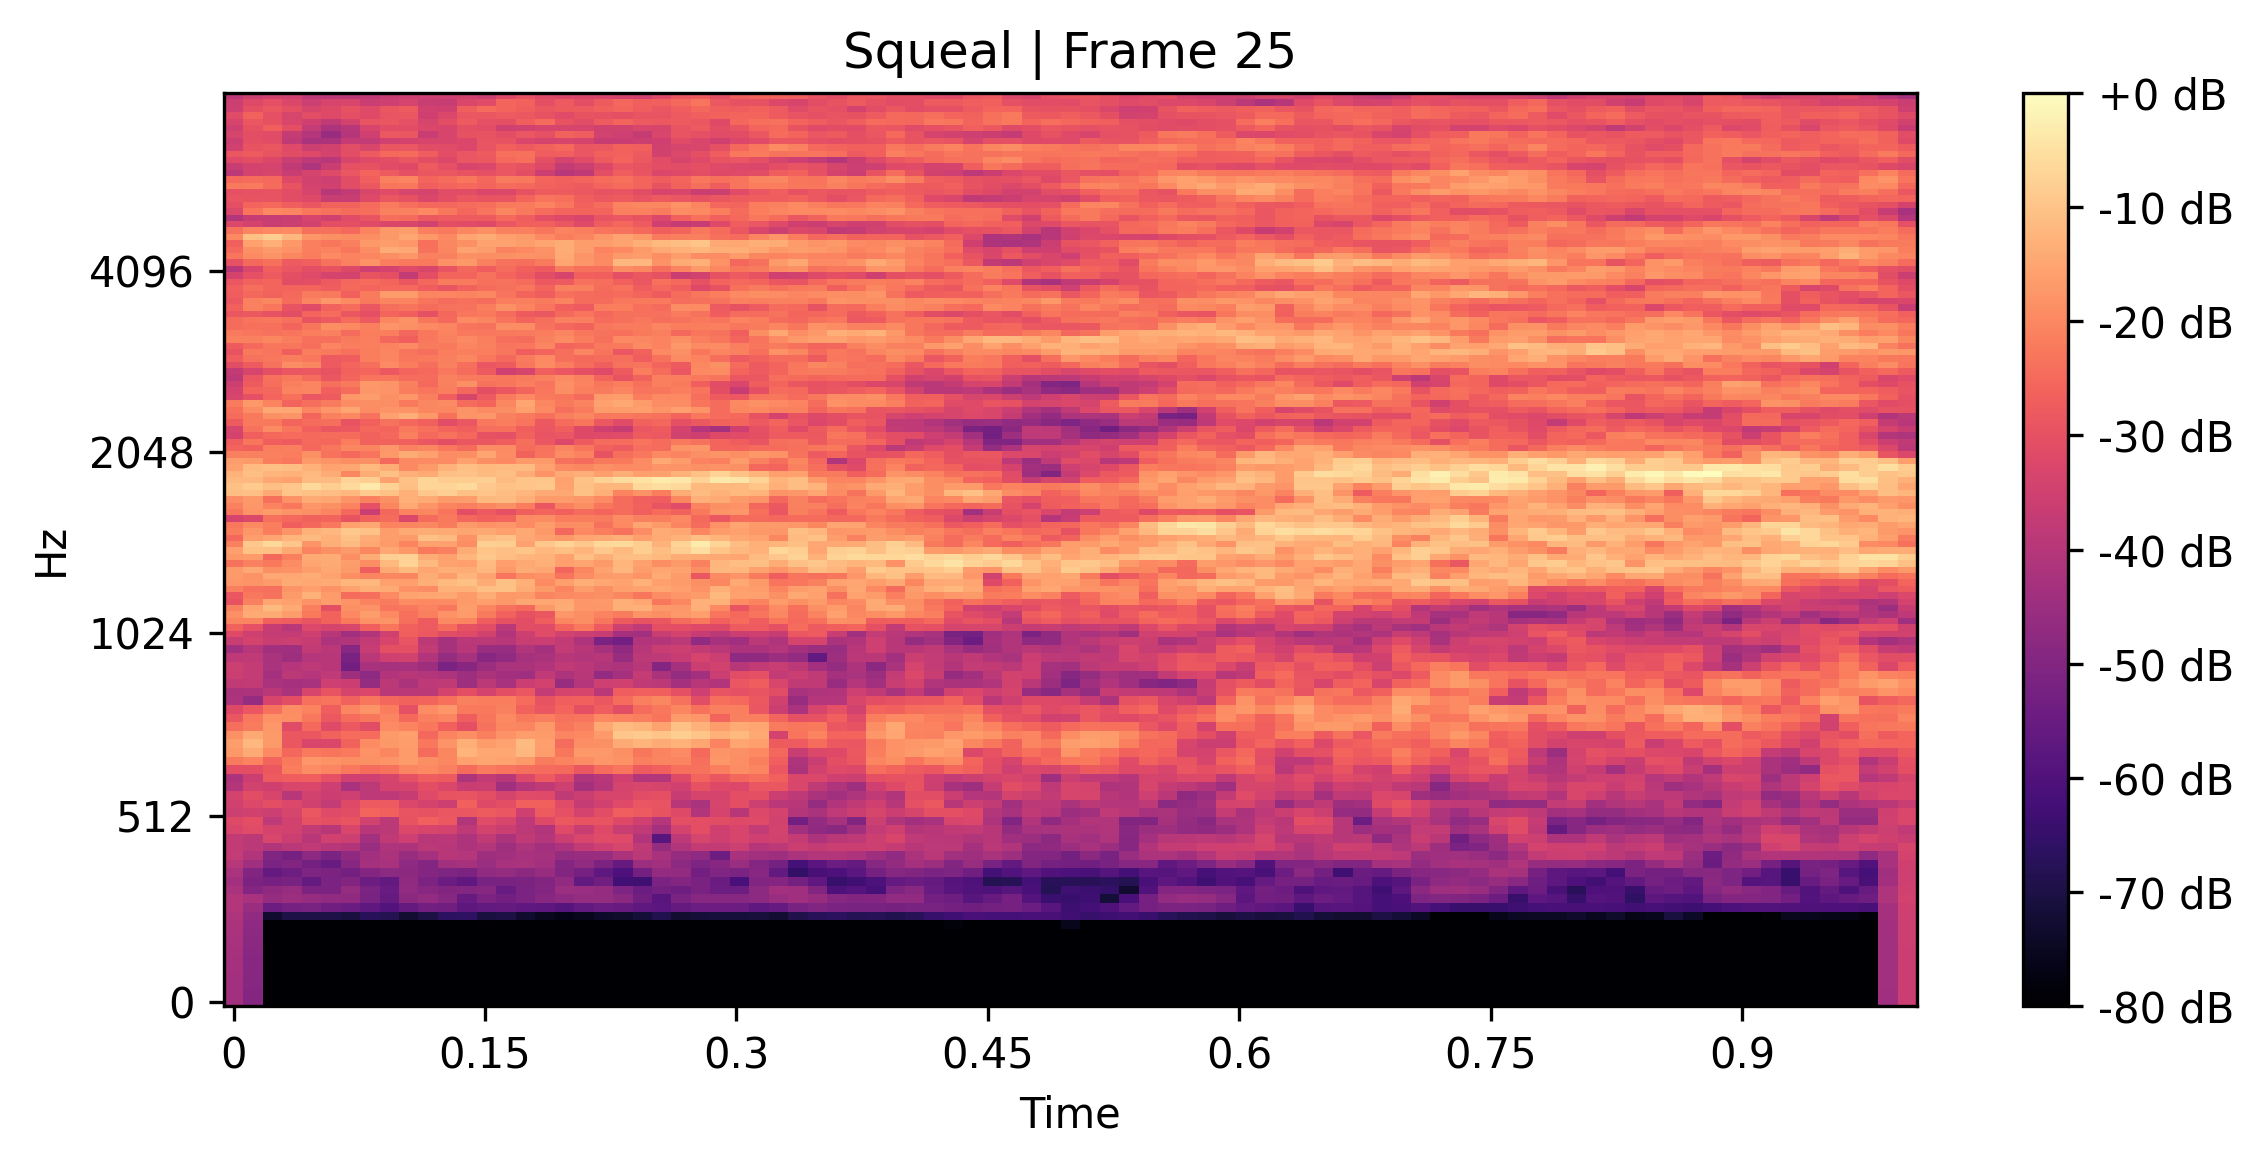 Squeal | Frame 25
+0 dB
-10 dB
-20 dB
-30 dB
-40 dB
-50 dB
-60 dB
-70 dB
-80 dB
Hz
4096
2048
1024
512
0
0 0.15 0.3 0.45 0.6 0.75 0.9
Time